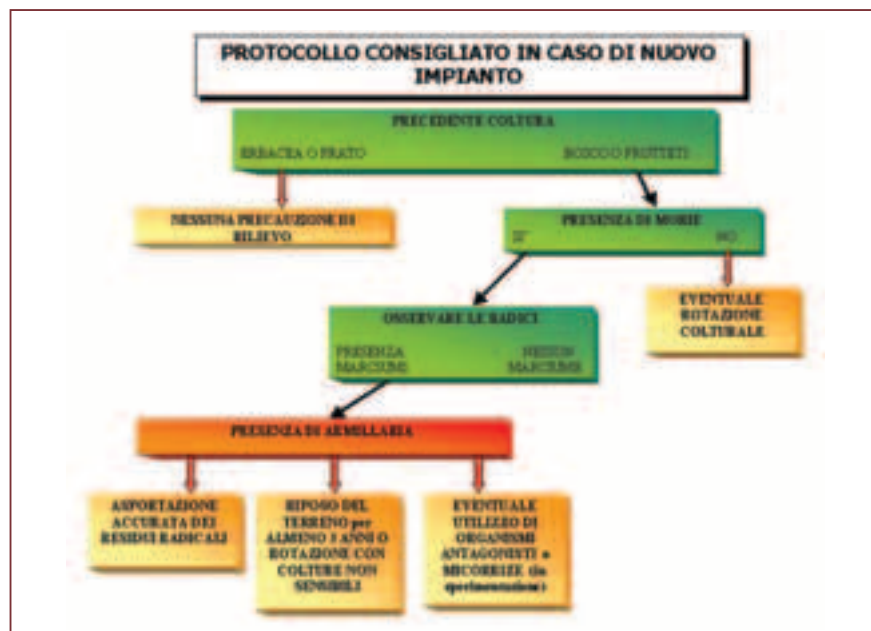 PROTOCOLLO CONSIGLIATO IN CASO DI NUOVO
IMPIANTO
PRECEDENTE COLTURA
ERBACEA O PRATO BOSCO O FRUTTETI
NESSUNA PRECAUZIONE DI
RILIEVO
PRESENZA DI MORIE
SI' NO
EVENTUALE
ROTAZIONE
COLTURALE
OSSERVARE LE RADICI
PRESENZA NESSUN
MARCIUMI MARCIUME
PRESENZA DI ARMILLARIA
ASPORTAZIONE
ACCURATA DEI
RESIDUI RADICALI
RIPOSO DEL
TERRENO per
ALMENO ANNI O
ROTAZIONE CON
COLTURE NON
SENSIBILI
EVENTUALE
UTILIZZO DI
ORGANISMI
ANTAGONISTI o
MICORRIZE (in
sperimentazione)